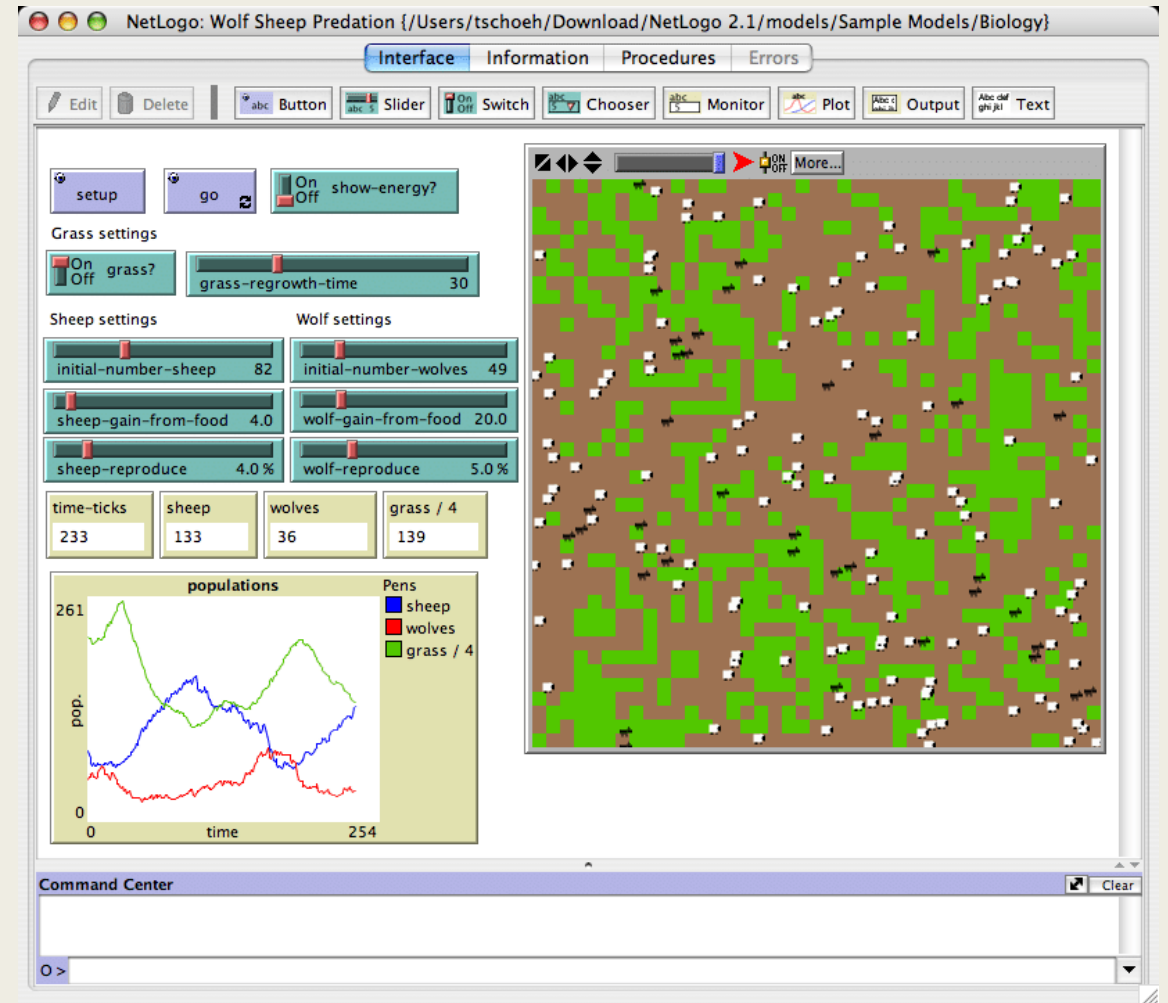 NetLogo: Wolf Sheep Predation {/Users/tschoeh/Download/NetLogo 2.1/models/Sample Models/Biology}
Interface Information Procedures Errors
Edit Delete abc Button Slider Switch Chooser Monitor Plot Output Text
setup go On Off show-energy?
ON OFF More...
Grass settings
On Off grass?
grass-regrowth-time 30
Sheep settings Wolf settings
initial-number-sheep 82 initial-number-wolves 49
sheep-gain-from-food 4.0 wolf-gain-from-food 20.0
sheep-reproduce 4.0 % wolf-reproduce 5.0 %
time-ticks sheep wolves grass / 4
233 133 36 139
populations
Pens
sheep
wolves
grass / 4
261
pop.
0
0 time 254
Command Center Clear
O >